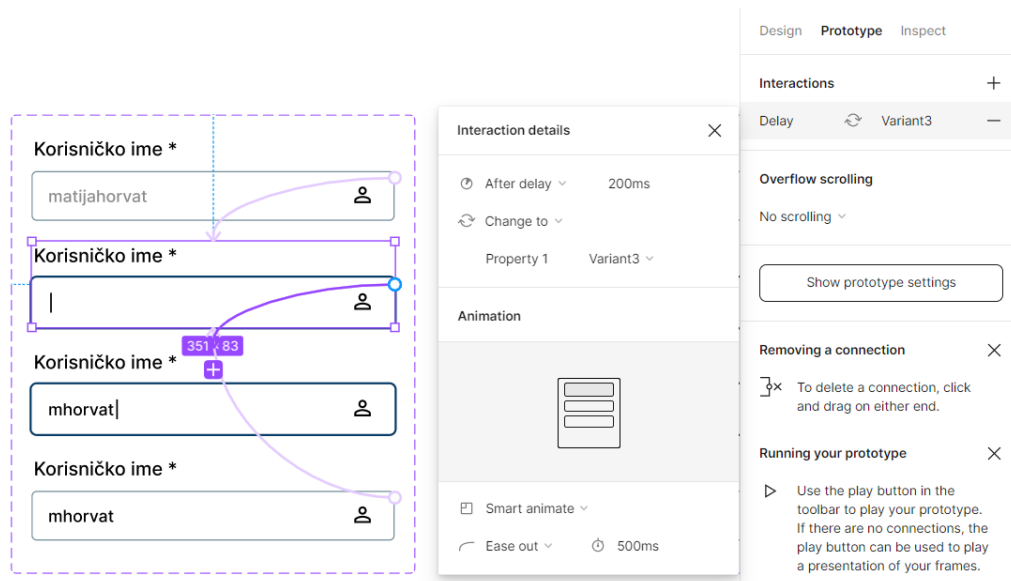 Korisničko ime *
matijahorvat
Korisničko ime *
351 × 83
Korisničko ime *
mhorvat
Korisničko ime *
mhorvat
Interaction details
After delay
200ms
Change to
Property 1
Variant3
Animation
Smart animate
Ease out
500ms
Design
Prototype
Inspect
Interactions
Delay
Variant3
Overflow scrolling
No scrolling
Show prototype settings
Removing a connection
To delete a connection, click
and drag on either end.
Running your prototype
Use the play button in the
toolbar to play your prototype.
If there are no connections, the
play button can be used to play
a presentation of your frames.